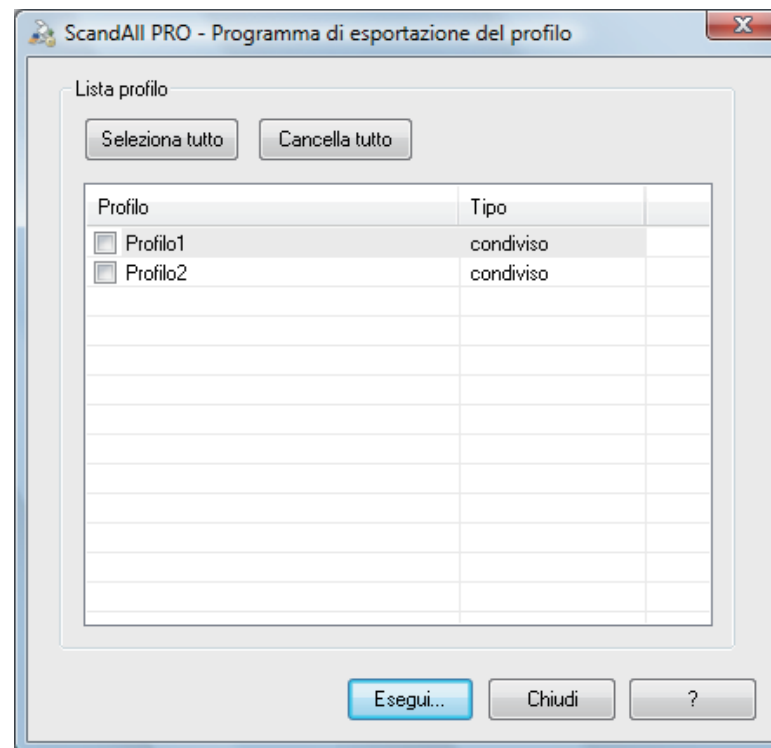 ScandAll PRO - Programma di esportazione del profilo
X
Lista profilo
Seleziona tutto Cancella tutto
Profilo Tipo
Profilo1 condiviso
Profilo2 condiviso
Esegui... Chiudi ?